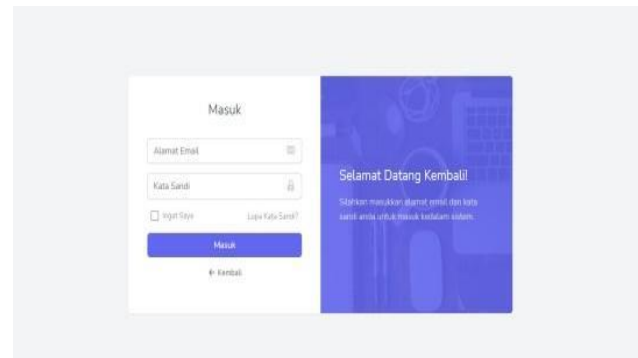 Masuk
Alamat Email
Kata Sandi
Ingat Saya
Lupa Kata Sandi?
Masuk
← Kembali
Selamat Datang Kembali!
Silahkan masukkan alamat email dan kata
sandi anda untuk masuk kedalam sistem.